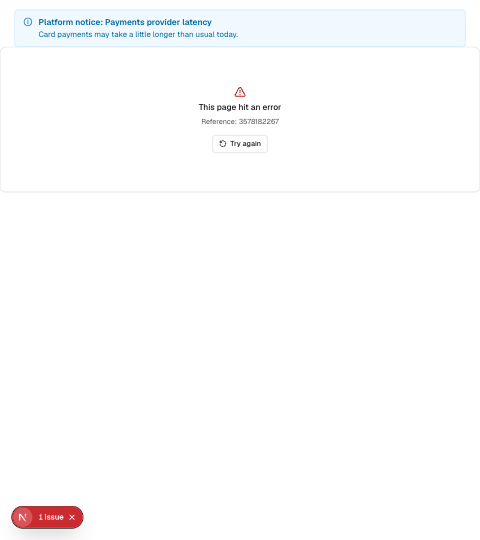 Platform notice: Payments provider latency
Card payments may take a little longer than usual today.
This page hit an error
Reference: 3578182267
Try again
N
1 Issue